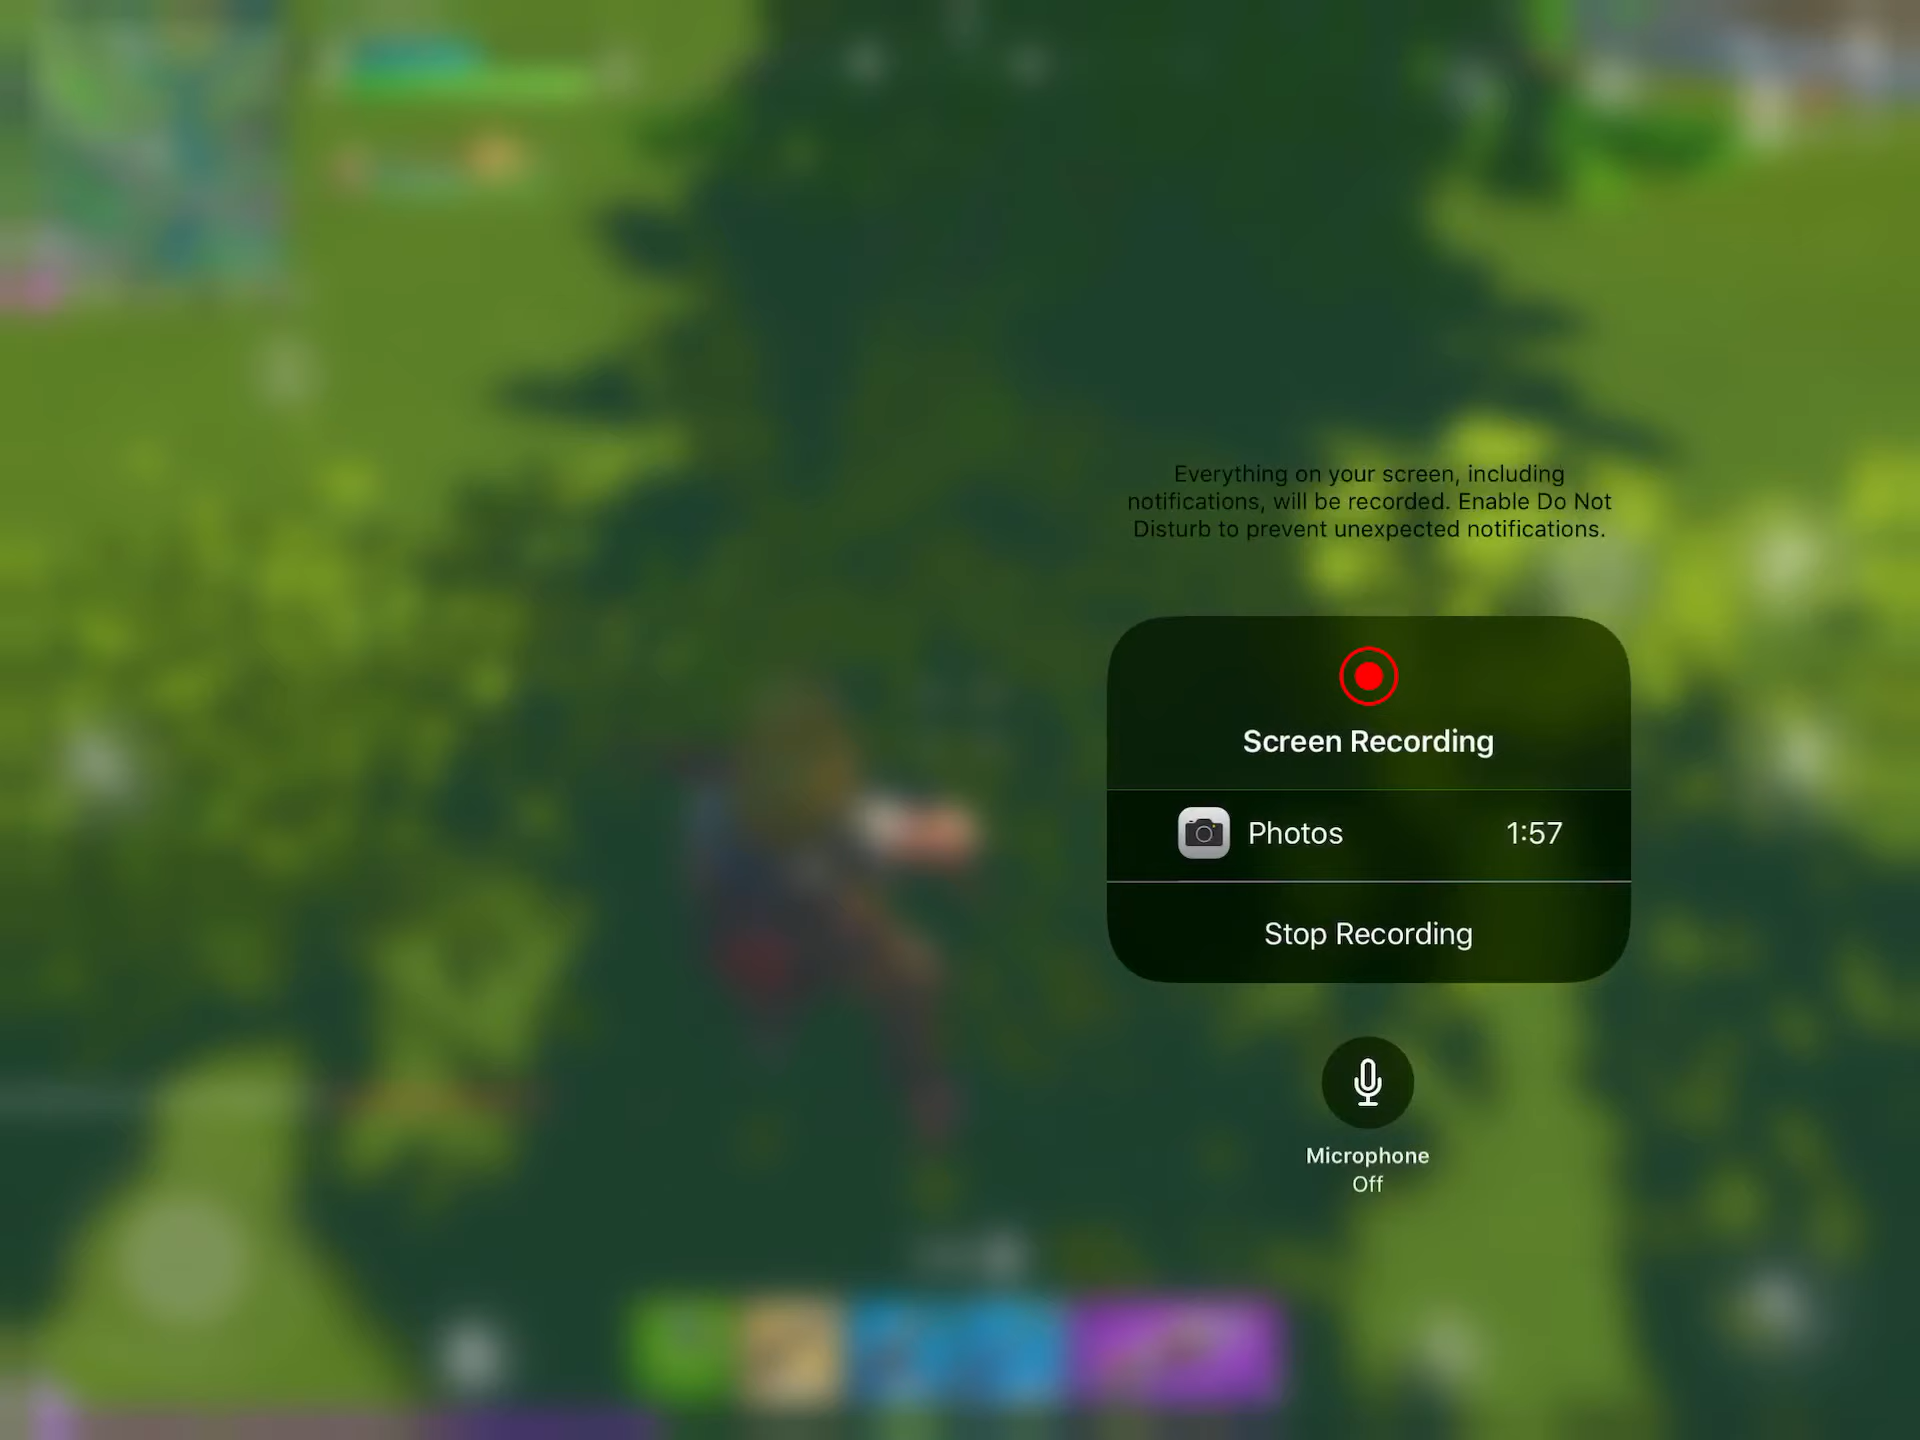 Everything on your screen, including
notifications, will be recorded. Enable Do Not
Disturb to prevent unexpected notifications.
Screen Recording
Photos 1:57
Stop Recording
Microphone
Off